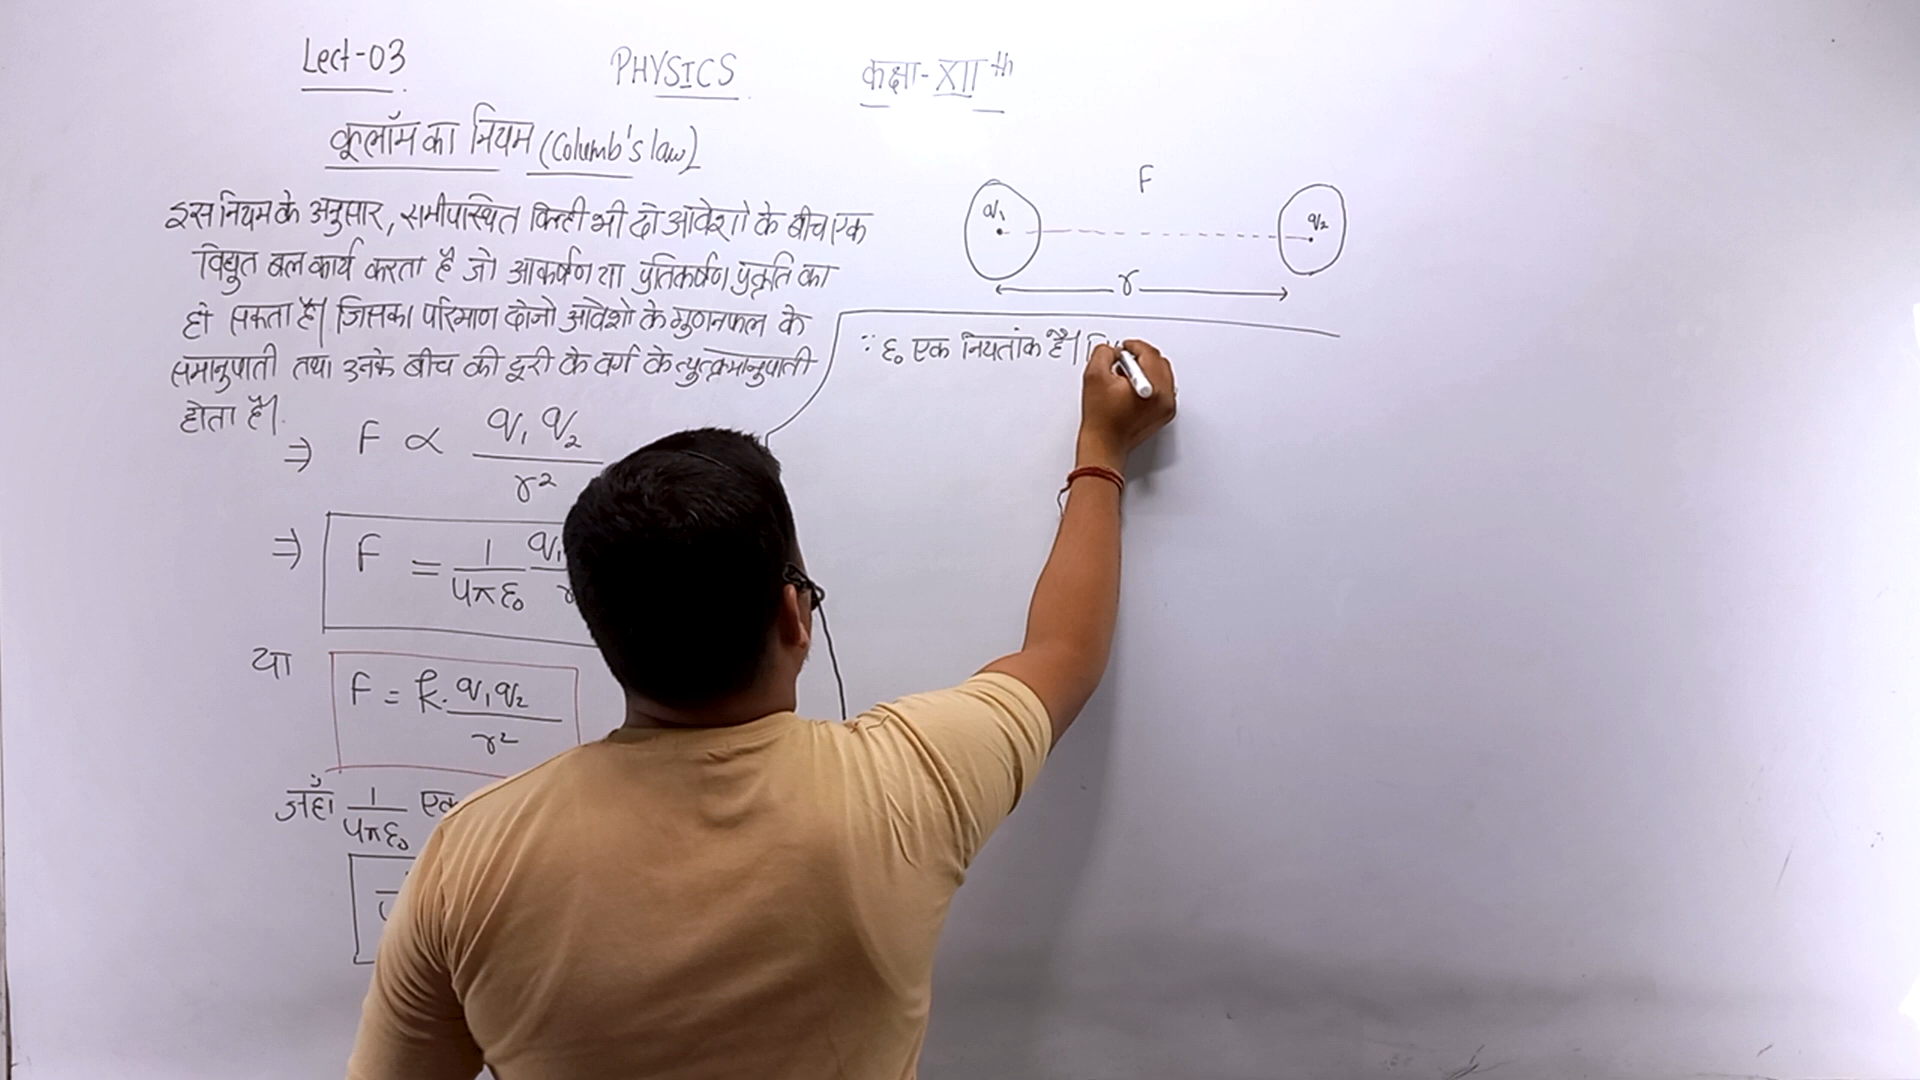 Lect-03
PHYSICS
कक्षा-XII th
कूलॉम का नियम (Columb's law)
इस नियम के अनुसार, समीपस्थित किन्ही भी दो आवेशो के बीच एक
विद्युत बल कार्य करता है जो आकर्षण या प्रतिकर्षण प्रकृति का
हो सकता है। जिसका परिमाण दोनो आवेशो के गुणनफल के
समानुपाती तथा उनके बीच की दूरी के वर्ग के व्युत्क्रमानुपाती
होता है।
⇒ F ∝ q₁ q₂ / r²
⇒ F = 1/4πε₀ q₁
या F = k. q₁q₂ / r²
जहाँ 1/4πε₀
F
q₁ q₂
r
∵ ε₀ एक नियतांक है।